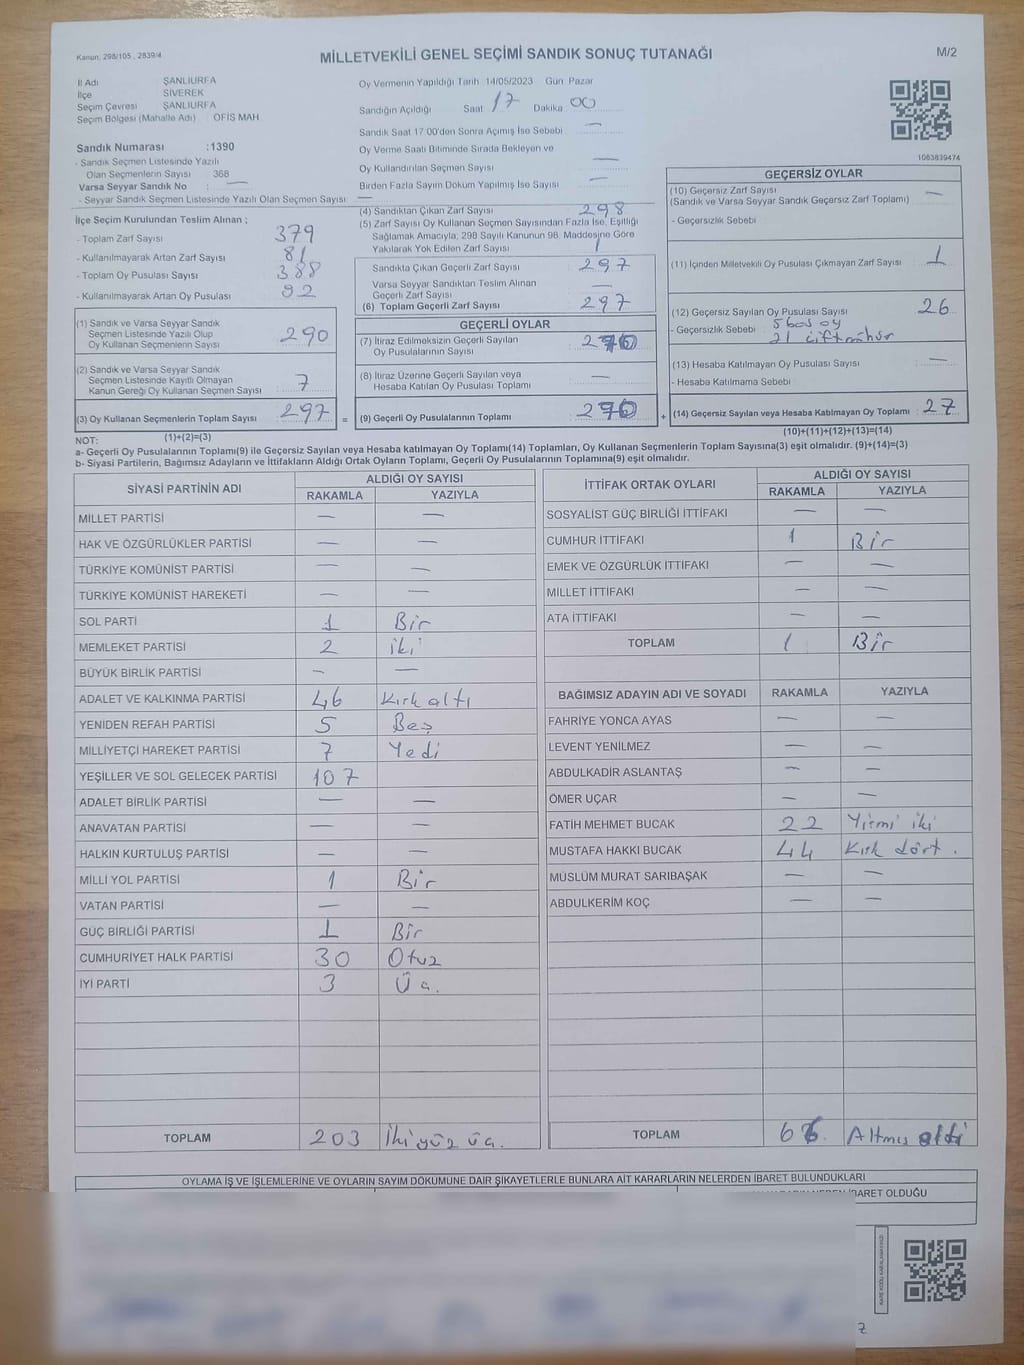 Kanun; 298/105 , 2839/4
MİLLETVEKİLİ GENEL SEÇİMİ SANDIK SONUÇ TUTANAĞI
M/2
İl Adı ŞANLIURFA
İlçe SİVEREK
Seçim Çevresi ŞANLIURFA
Seçim Bölgesi (Mahalle Adı) OFİS MAH
Sandık Numarası :1390
- Sandık Seçmen Listesinde Yazılı
Olan Seçmenlerin Sayısı 368
Varsa Seyyar Sandık No : —
- Seyyar Sandık Seçmen Listesinde Yazılı Olan Seçmen Sayısı —
Oy Vermenin Yapıldığı Tarih 14/05/2023 Gün Pazar
Sandığın Açıldığı Saat 17 Dakika 00
Sandık Saat 17 00'den Sonra Açımış İse Sebebi —
Oy Verme Saati Bitiminde Sırada Bekleyen ve
Oy Kullandırılan Seçmen Sayısı —
Birden Fazla Sayım Döküm Yapılmış İse Sayısı —
1083839474
İlçe Seçim Kurulundan Teslim Alınan ;
- Toplam Zarf Sayısı 379
- Kullanılmayarak Artan Zarf Sayısı 81
- Toplam Oy Pusulası Sayısı 388
- Kullanılmayarak Artan Oy Pusulası 92
(1) Sandık ve Varsa Seyyar Sandık
Seçmen Listesinde Yazılı Olup
Oy Kullanan Seçmenlerin Sayısı 290
(2) Sandık ve Varsa Seyyar Sandık
Seçmen Listesinde Kayıtlı Olmayan
Kanun Gereği Oy Kullanan Seçmen Sayısı 7
(3) Oy Kullanan Seçmenlerin Toplam Sayısı 297 =
(1)+(2)=(3)
(4) Sandıktan Çıkan Zarf Sayısı 298
(5) Zarf Sayısı Oy Kullanan Seçmen Sayısından Fazla İse, Eşitliği
Sağlamak Amacıyla; 298 Sayılı Kanunun 98. Maddesine Göre
Yakılarak Yok Edilen Zarf Sayısı 1
Sandıkta Çıkan Geçerli Zarf Sayısı 297
Varsa Seyyar Sandıktan Teslim Alınan
Geçerli Zarf Sayısı —
(6) Toplam Geçerli Zarf Sayısı 297
GEÇERLİ OYLAR
(7) İtiraz Edilmeksizin Geçerli Sayılan
Oy Pusulalarının Sayısı 270
(8) İtiraz Üzerine Geçerli Sayılan veya
Hesaba Katılan Oy Pusulası Toplamı —
(9) Geçerli Oy Pusulalarının Toplamı 270 +
GEÇERSİZ OYLAR
(10) Geçersiz Zarf Sayısı —
(Sandık ve Varsa Seyyar Sandık Geçersiz Zarf Toplamı)
- Geçersizlik Sebebi
(11) İçinden Milletvekili Oy Pusulası Çıkmayan Zarf Sayısı 1
(12) Geçersiz Sayılan Oy Pusulası Sayısı 26
- Geçersizlik Sebebi : 5 boş oy
21 çift mühür
(13) Hesaba Katılmayan Oy Pusulası Sayısı —
- Hesaba Katılmama Sebebi
(14) Geçersiz Sayılan veya Hesaba Katılmayan Oy Toplamı : 27
(10)+(11)+(12)+(13)=(14)
NOT:
a- Geçerli Oy Pusulalarının Toplamı(9) ile Geçersiz Sayılan veya Hesaba katılmayan Oy Toplamı(14) Toplamları, Oy Kullanan Seçmenlerin Toplam Sayısına(3) eşit olmalıdır. (9)+(14)=(3)
b- Siyasi Partilerin, Bağımsız Adayların ve İttifakların Aldığı Ortak Oyların Toplamı, Geçerli Oy Pusulalarının Toplamına(9) eşit olmalıdır.
SİYASİ PARTİNİN ADI ALDIĞI OY SAYISI
RAKAMLA YAZIYLA
MİLLET PARTİSİ — —
HAK VE ÖZGÜRLÜKLER PARTİSİ — —
TÜRKİYE KOMÜNİST PARTİSİ — —
TÜRKİYE KOMÜNİST HAREKETİ — —
SOL PARTİ 1 Bir
MEMLEKET PARTİSİ 2 iki
BÜYÜK BİRLİK PARTİSİ — —
ADALET VE KALKINMA PARTİSİ 46 Kırk altı
YENİDEN REFAH PARTİSİ 5 Beş
MİLLİYETÇİ HAREKET PARTİSİ 7 Yedi
YEŞİLLER VE SOL GELECEK PARTİSİ 107
ADALET BİRLİK PARTİSİ — —
ANAVATAN PARTİSİ — —
HALKIN KURTULUŞ PARTİSİ — —
MİLLİ YOL PARTİSİ 1 Bir
VATAN PARTİSİ — —
GÜÇ BİRLİĞİ PARTİSİ 1 Bir
CUMHURİYET HALK PARTİSİ 30 Otuz
İYİ PARTİ 3 Üç.
TOPLAM 203 İki yüz üç.
İTTİFAK ORTAK OYLARI ALDIĞI OY SAYISI
RAKAMLA YAZIYLA
SOSYALİST GÜÇ BİRLİĞİ İTTİFAKI — —
CUMHUR İTTİFAKI 1 Bir
EMEK VE ÖZGÜRLÜK İTTİFAKI — —
MİLLET İTTİFAKI — —
ATA İTTİFAKI — —
TOPLAM 1 Bir
BAĞIMSIZ ADAYIN ADI VE SOYADI RAKAMLA YAZIYLA
FAHRİYE YONCA AYAS — —
LEVENT YENİLMEZ — —
ABDULKADİR ASLANTAŞ — —
ÖMER UÇAR — —
FATİH MEHMET BUCAK 22 Yirmi iki
MUSTAFA HAKKI BUCAK 44 Kırk dört .
MÜSLÜM MURAT SARIBAŞAK — —
ABDULKERİM KOÇ — —
TOPLAM 66. Altmış altı
OYLAMA İŞ VE İŞLEMLERİNE VE OYLARIN SAYIM DÖKÜMÜNE DAİR ŞİKAYETLERLE BUNLARA AİT KARARLARIN NELERDEN İBARET BULUNDUKLARI
İBARET OLDUĞU